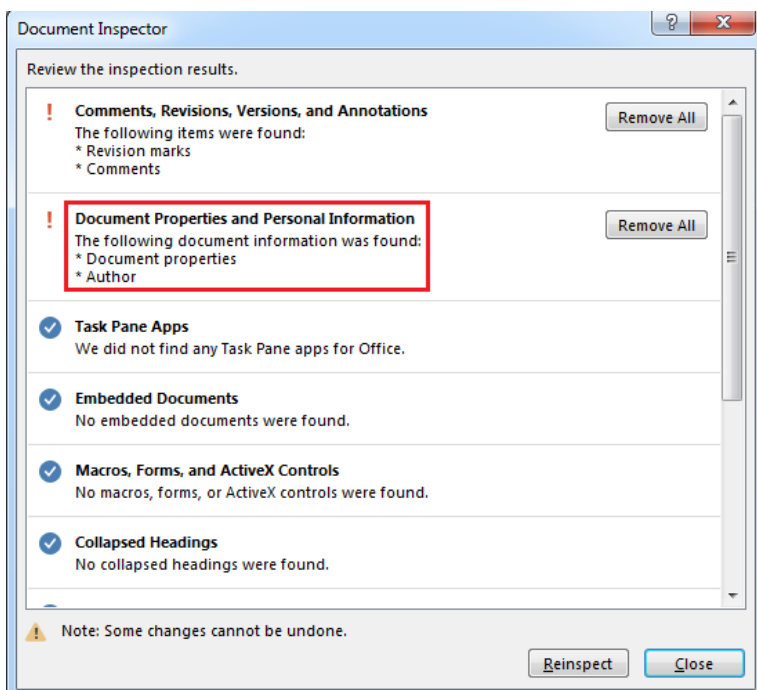 Document Inspector
Review the inspection results.
! Comments, Revisions, Versions, and Annotations
Remove All
The following items were found:
* Revision marks
* Comments
! Document Properties and Personal Information
Remove All
The following document information was found:
* Document properties
* Author
Task Pane Apps
We did not find any Task Pane apps for Office.
Embedded Documents
No embedded documents were found.
Macros, Forms, and ActiveX Controls
No macros, forms, or ActiveX controls were found.
Collapsed Headings
No collapsed headings were found.
Note: Some changes cannot be undone.
Reinspect Close